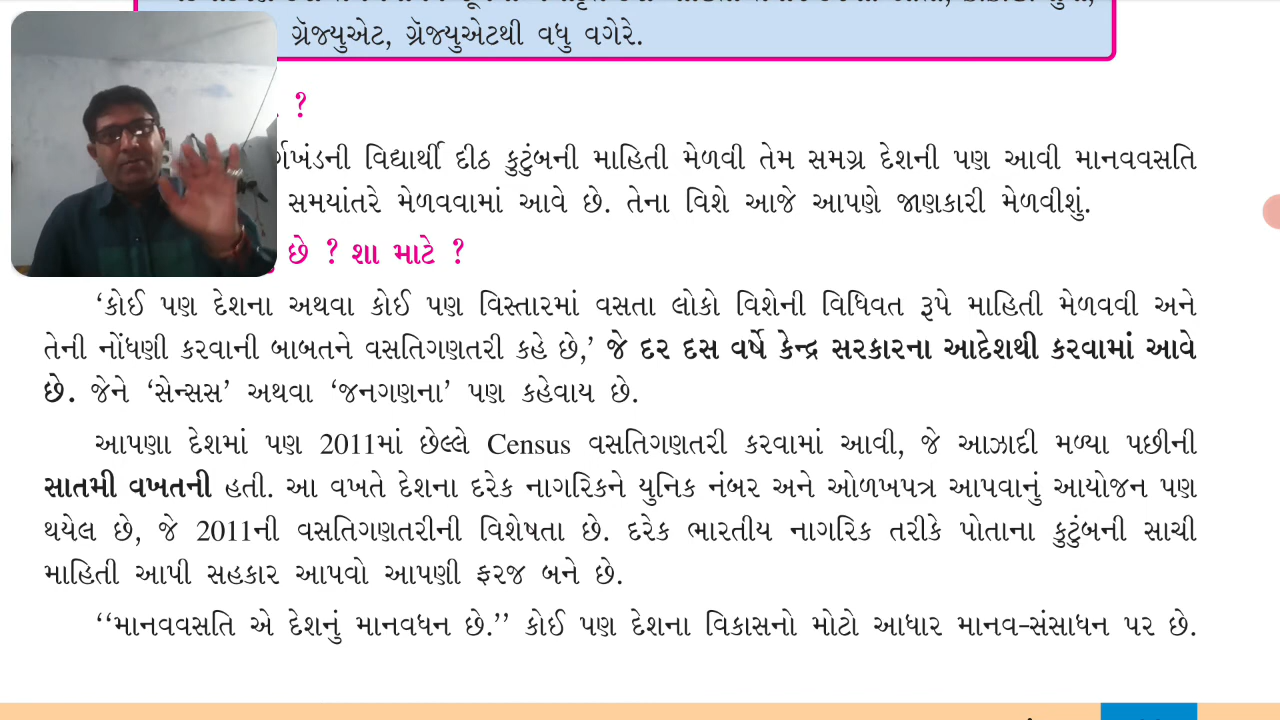 ગ્રૅજ્યુએટ, ગ્રૅજ્યુએટથી વધુ વગેરે.
?
વિદ્યાર્થી દીઠ કુટુંબની માહિતી મેળવી તેમ સમગ્ર દેશની પણ આવી માનવવસતિ
સમયાંતરે મેળવવામાં આવે છે. તેના વિશે આજે આપણે જાણકારી મેળવીશું.
છે ? શા માટે ?
‘કોઈ પણ દેશના અથવા કોઈ પણ વિસ્તારમાં વસતા લોકો વિશેની વિધિવત રૂપે માહિતી મેળવવી અને
તેની નોંધણી કરવાની બાબતને વસતિગણતરી કહે છે,’ જે દર દસ વર્ષે કેન્દ્ર સરકારના આદેશથી કરવામાં આવે
છે. જેને ‘સેન્સસ’ અથવા ‘જનગણના’ પણ કહેવાય છે.
આપણા દેશમાં પણ 2011માં છેલ્લે Census વસતિગણતરી કરવામાં આવી, જે આઝાદી મળ્યા પછીની
સાતમી વખતની હતી. આ વખતે દેશના દરેક નાગરિકને યુનિક નંબર અને ઓળખપત્ર આપવાનું આયોજન પણ
થયેલ છે, જે 2011ની વસતિગણતરીની વિશેષતા છે. દરેક ભારતીય નાગરિક તરીકે પોતાના કુટુંબની સાચી
માહિતી આપી સહકાર આપવો આપણી ફરજ બને છે.
‘‘માનવવસતિ એ દેશનું માનવધન છે.’’ કોઈ પણ દેશના વિકાસનો મોટો આધાર માનવ-સંસાધન પર છે.